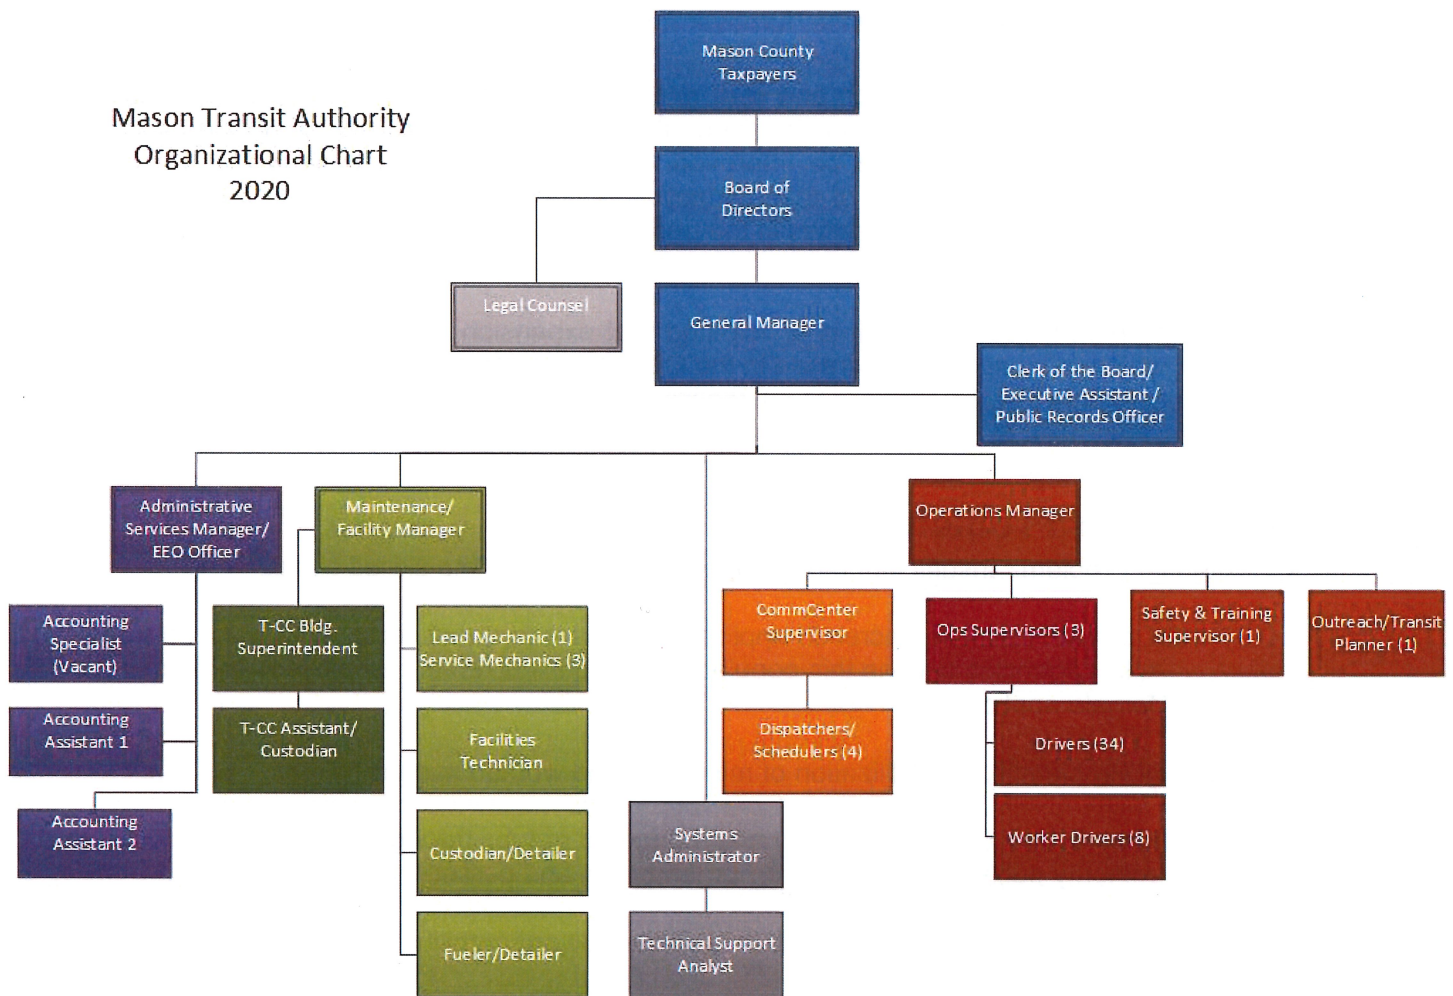 Mason County
Taxpayers
Mason Transit Authority
Organizational Chart
2020
Board of
Directors
Legal Counsel
General Manager
Clerk of the Board/
Executive Assistant /
Public Records Officer
Administrative
Services Manager/
EEO Officer
Maintenance/
Facility Manager
Operations Manager
Accounting
Specialist
(Vacant)
T-CC Bldg.
Superintendent
Lead Mechanic (1)
Service Mechanics (3)
CommCenter
Supervisor
Ops Supervisors (3)
Safety & Training
Supervisor (1)
Outreach/Transit
Planner (1)
Accounting
Assistant 1
T-CC Assistant/
Custodian
Facilities
Technician
Dispatchers/
Schedulers (4)
Drivers (34)
Accounting
Assistant 2
Custodian/Detailer
Systems
Administrator
Worker Drivers (8)
Fueler/Detailer
Technical Support
Analyst